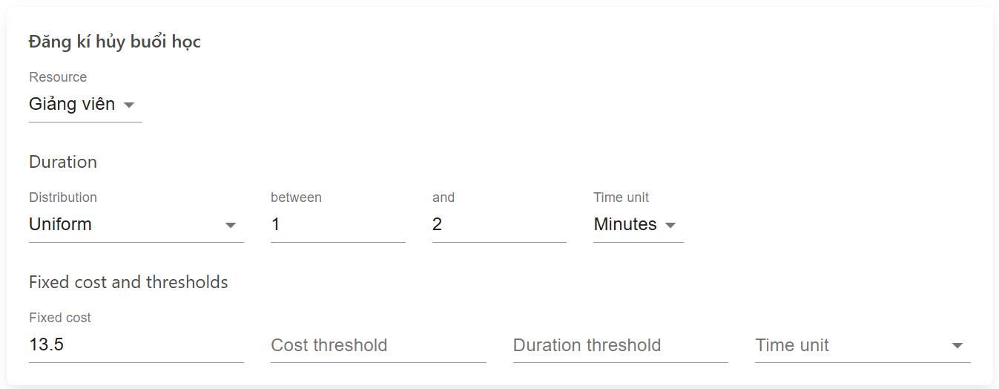 Đăng kí hủy buổi học
Resource
Giảng viên
Duration
Distribution between and Time unit
Uniform 1 2 Minutes
Fixed cost and thresholds
Fixed cost
13.5 Cost threshold Duration threshold Time unit